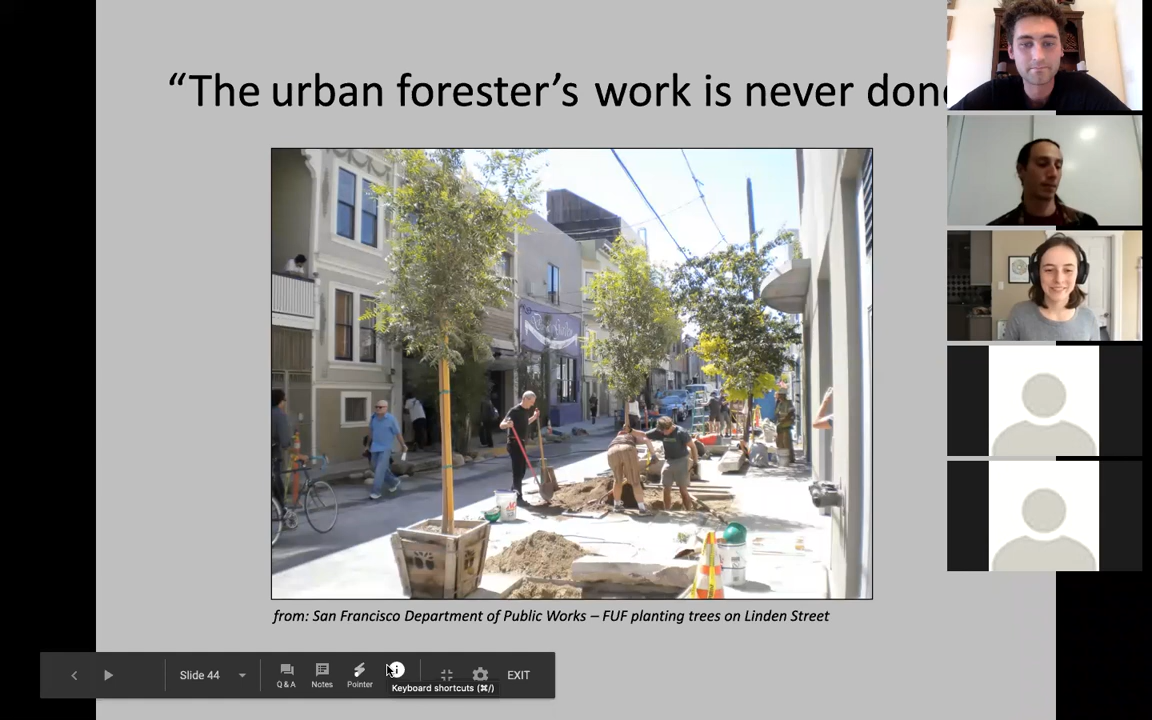 “The urban forester’s work is never done
from: San Francisco Department of Public Works – FUF planting trees on Linden Street
Slide 44
Q & A
Notes
Pointer
Keyboard shortcuts (⌘/)
EXIT